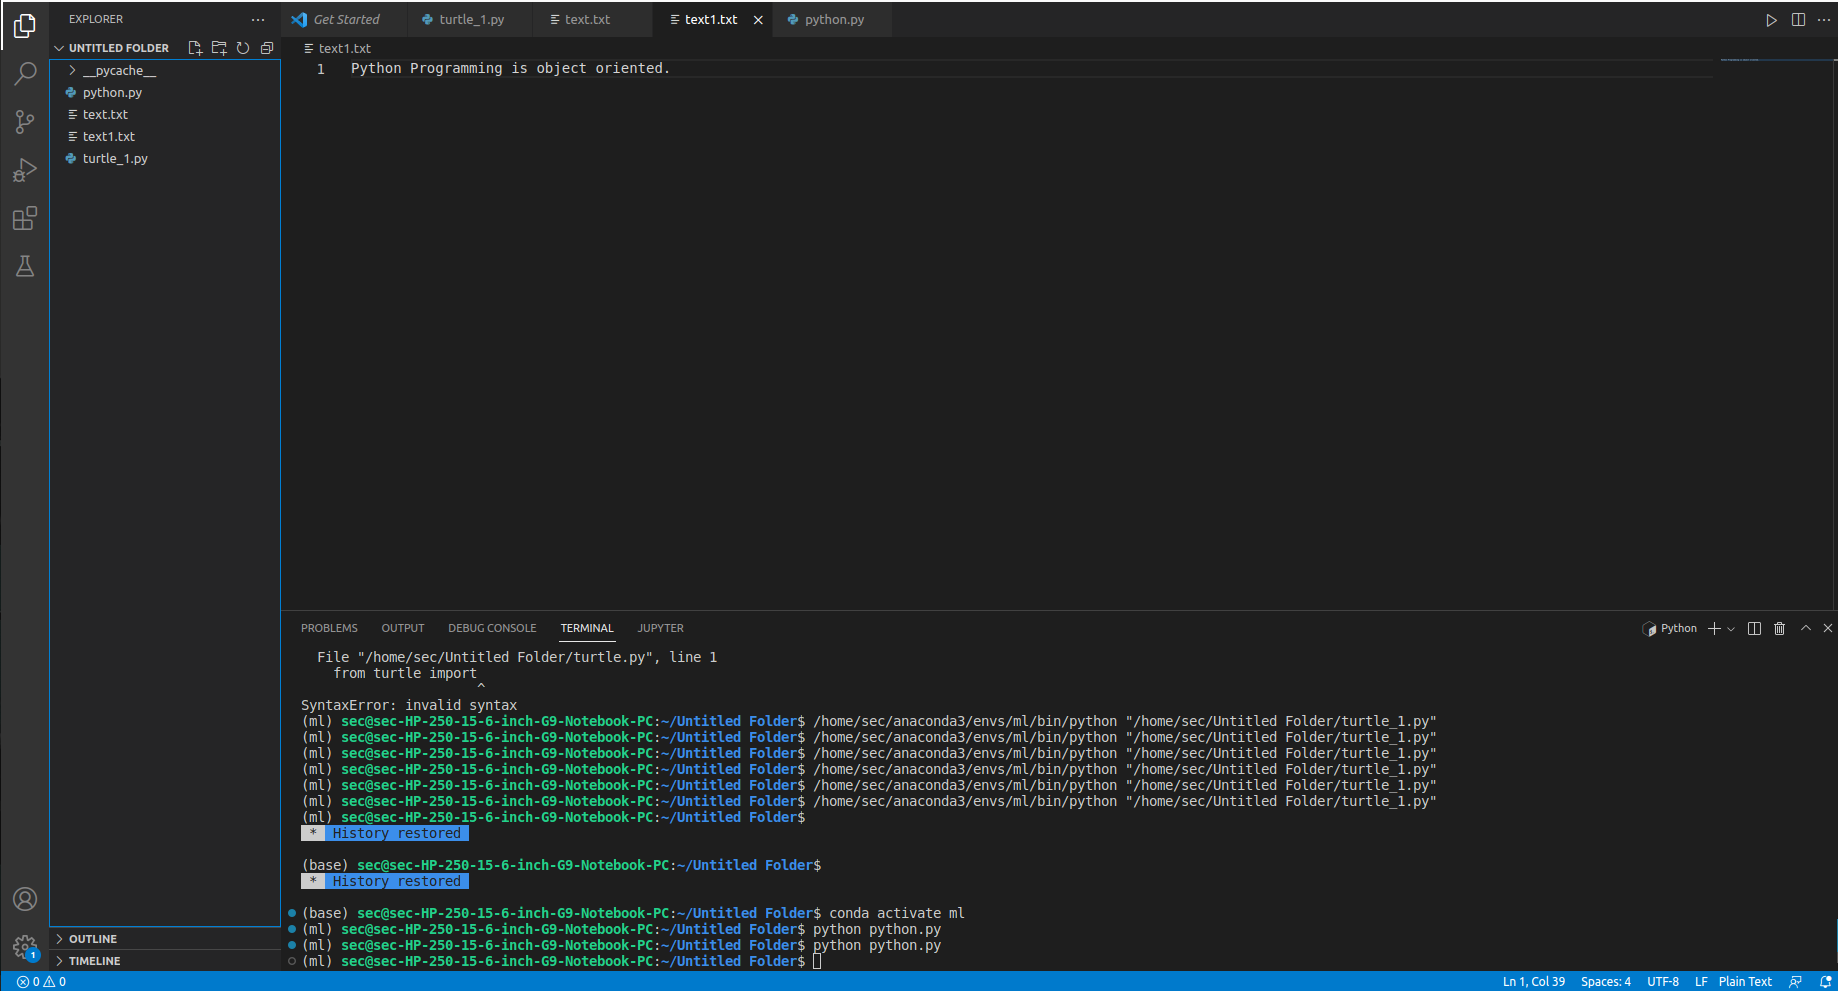 EXPLORER
UNTITLED FOLDER
__pycache__
python.py
text.txt
text1.txt
turtle_1.py
OUTLINE
TIMELINE
Get Started turtle_1.py text.txt text1.txt python.py
text1.txt
1 Python Programming is object oriented.
PROBLEMS OUTPUT DEBUG CONSOLE TERMINAL JUPYTER Python
File "/home/sec/Untitled Folder/turtle.py", line 1
from turtle import
^
SyntaxError: invalid syntax
(ml) sec@sec-HP-250-15-6-inch-G9-Notebook-PC:~/Untitled Folder$ /home/sec/anaconda3/envs/ml/bin/python "/home/sec/Untitled Folder/turtle_1.py"
(ml) sec@sec-HP-250-15-6-inch-G9-Notebook-PC:~/Untitled Folder$ /home/sec/anaconda3/envs/ml/bin/python "/home/sec/Untitled Folder/turtle_1.py"
(ml) sec@sec-HP-250-15-6-inch-G9-Notebook-PC:~/Untitled Folder$ /home/sec/anaconda3/envs/ml/bin/python "/home/sec/Untitled Folder/turtle_1.py"
(ml) sec@sec-HP-250-15-6-inch-G9-Notebook-PC:~/Untitled Folder$ /home/sec/anaconda3/envs/ml/bin/python "/home/sec/Untitled Folder/turtle_1.py"
(ml) sec@sec-HP-250-15-6-inch-G9-Notebook-PC:~/Untitled Folder$ /home/sec/anaconda3/envs/ml/bin/python "/home/sec/Untitled Folder/turtle_1.py"
(ml) sec@sec-HP-250-15-6-inch-G9-Notebook-PC:~/Untitled Folder$ /home/sec/anaconda3/envs/ml/bin/python "/home/sec/Untitled Folder/turtle_1.py"
(ml) sec@sec-HP-250-15-6-inch-G9-Notebook-PC:~/Untitled Folder$
* History restored
(base) sec@sec-HP-250-15-6-inch-G9-Notebook-PC:~/Untitled Folder$
* History restored
(base) sec@sec-HP-250-15-6-inch-G9-Notebook-PC:~/Untitled Folder$ conda activate ml
(ml) sec@sec-HP-250-15-6-inch-G9-Notebook-PC:~/Untitled Folder$ python python.py
(ml) sec@sec-HP-250-15-6-inch-G9-Notebook-PC:~/Untitled Folder$ python python.py
(ml) sec@sec-HP-250-15-6-inch-G9-Notebook-PC:~/Untitled Folder$
1
0 0 Ln 1, Col 39 Spaces: 4 UTF-8 LF Plain Text